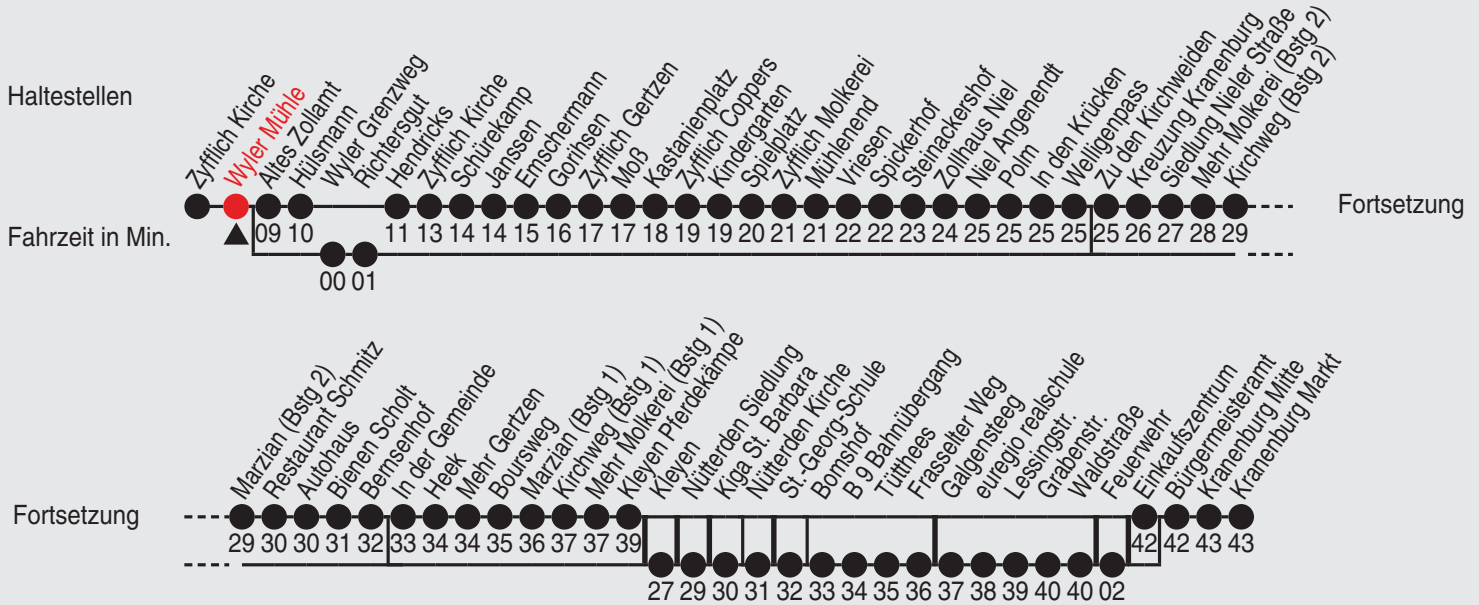 Haltestellen
Zyfflich Kirche
Wyler Mühle
Altes Zollamt
Hülsmann
Wyler Grenzweg
Richtersgut
Hendricks
Zyfflich Kirche
Schürekamp
Janssen
Emschermann
Gorihsen
Zyfflich Gertzen
Moß
Kastanienplatz
Zyfflich Coppers
Kindergarten
Spielplatz
Zyfflich Molkerei
Mühlenend
Vriesen
Spickerhof
Steinackershof
Zollhaus Niel
Niel Angenendt
Polm
In den Krücken
Welligenpass
Zu den Kirchweiden
Kreuzung Kranenburg
Siedlung Nieler Straße
Mehr Molkerei (Bstg 2)
Kirchweg (Bstg 2)
Fortsetzung
Fahrzeit in Min.
09 10 11 13 14 14 15 16 17 17 18 19 19 20 21 21 22 22 23 24 25 25 25 25 25 26 27 28 29
00 01
Marzian (Bstg 2)
Restaurant Schmitz
Autohaus
Bienen Scholt
Bernsenhof
In der Gemeinde
Heek
Mehr Gertzen
Boursweg
Marzian (Bstg 1)
Kirchweg (Bstg 1)
Mehr Molkerei (Bstg 1)
Kleyen Pferdekämpe
Kleyen
Nütterden Siedlung
Kiga St. Barbara
Nütterden Kirche
St.-Georg-Schule
Bomshof
B 9 Bahnübergang
Tütthees
Frasselter Weg
Galgensteeg
euregio realschule
Lessingstr.
Grabenstr.
Waldstraße
Feuerwehr
Einkaufszentrum
Bürgermeisteramt
Kranenburg Mitte
Kranenburg Markt
Fortsetzung
29 30 30 31 32 33 34 34 35 36 37 37 39 42 42 43 43
27 29 30 31 32 33 34 35 36 37 38 39 40 40 02